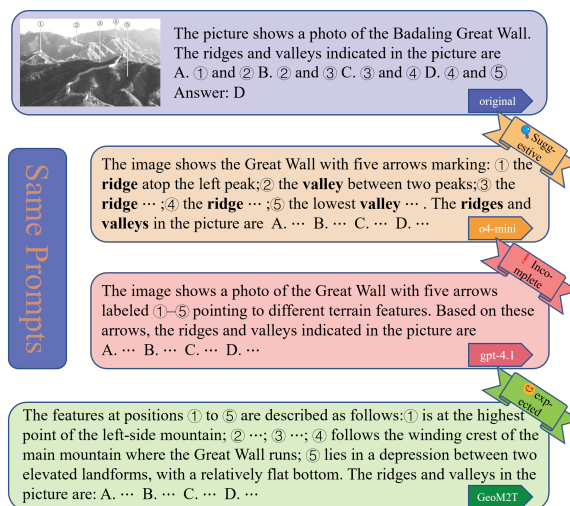 ① ② ③ ④ ⑤
The picture shows a photo of the Badaling Great Wall.
The ridges and valleys indicated in the picture are
A. ① and ② B. ② and ③ C. ③ and ④ D. ④ and ⑤
Answer: D
original
Sugg-
estive
Same Prompts
The image shows the Great Wall with five arrows marking: ① the
ridge atop the left peak;② the valley between two peaks;③ the
ridge ··· ;④ the ridge ··· ;⑤ the lowest valley ··· . The ridges and
valleys in the picture are A. ··· B. ··· C. ··· D. ···
o4-mini
Inco-
mplete
The image shows a photo of the Great Wall with five arrows
labeled ①–⑤ pointing to different terrain features. Based on these
arrows, the ridges and valleys indicated in the picture are
A. ··· B. ··· C. ··· D. ···
gpt-4.1
exp-
ected
The features at positions ① to ⑤ are described as follows:① is at the highest
point of the left-side mountain; ② ···; ③ ···; ④ follows the winding crest of the
main mountain where the Great Wall runs; ⑤ lies in a depression between two
elevated landforms, with a relatively flat bottom. The ridges and valleys in the
picture are: A. ··· B. ··· C. ··· D. ···
GeoM2T